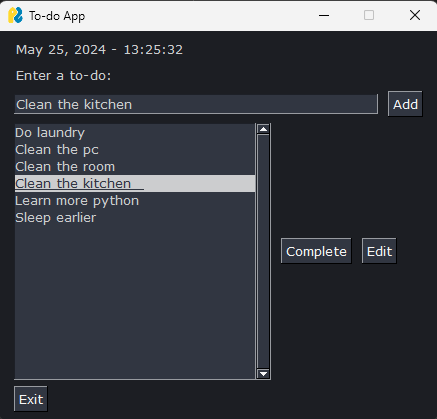 To-do App
May 25, 2024 - 13:25:32
Enter a to-do:
Clean the kitchen
Add
Do laundry
Clean the pc
Clean the room
Clean the kitchen
Learn more python
Sleep earlier
Complete
Edit
Exit